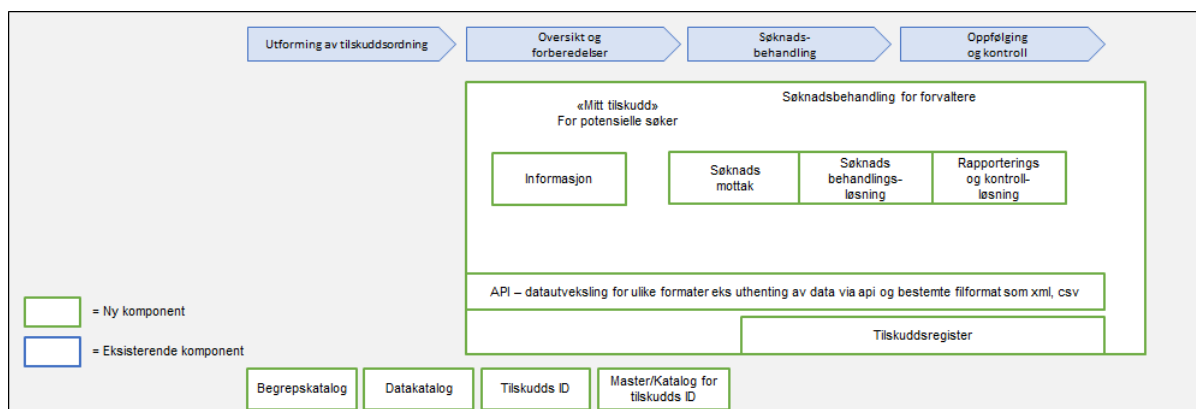 Utforming av tilskuddsordning
Oversikt og
forberedelser
Søknads-
behandling
Oppfølging
og kontroll
«Mitt tilskudd»
For potensielle søker
Søknadsbehandling for forvaltere
Informasjon
Søknads
mottak
Søknads
behandlings-
løsning
Rapporterings
og kontroll-
løsning
API – datautveksling for ulike formater eks uthenting av data via api og bestemte filformat som xml, csv
Tilskuddsregister
= Ny komponent
= Eksisterende komponent
Begrepskatalog
Datakatalog
Tilskudds ID
Master/Katalog for
tilskudds ID